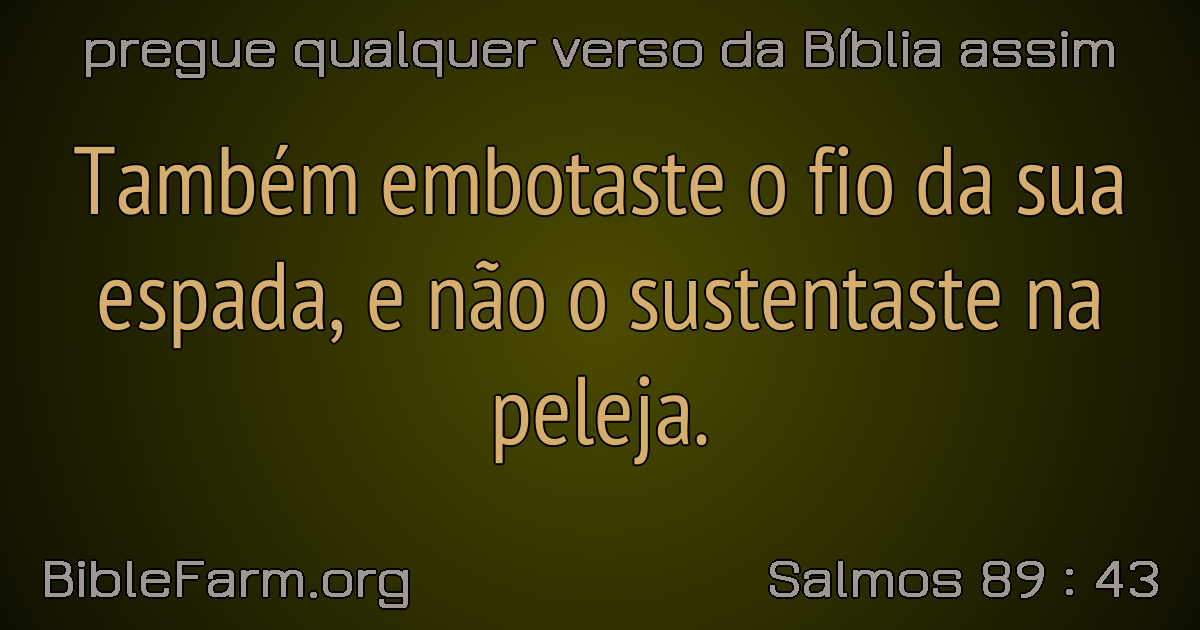 pregue qualquer verso da Bíblia assim
Também embotaste o fio da sua
espada, e não o sustentaste na
peleja.
BibleFarm.org
Salmos 89 : 43